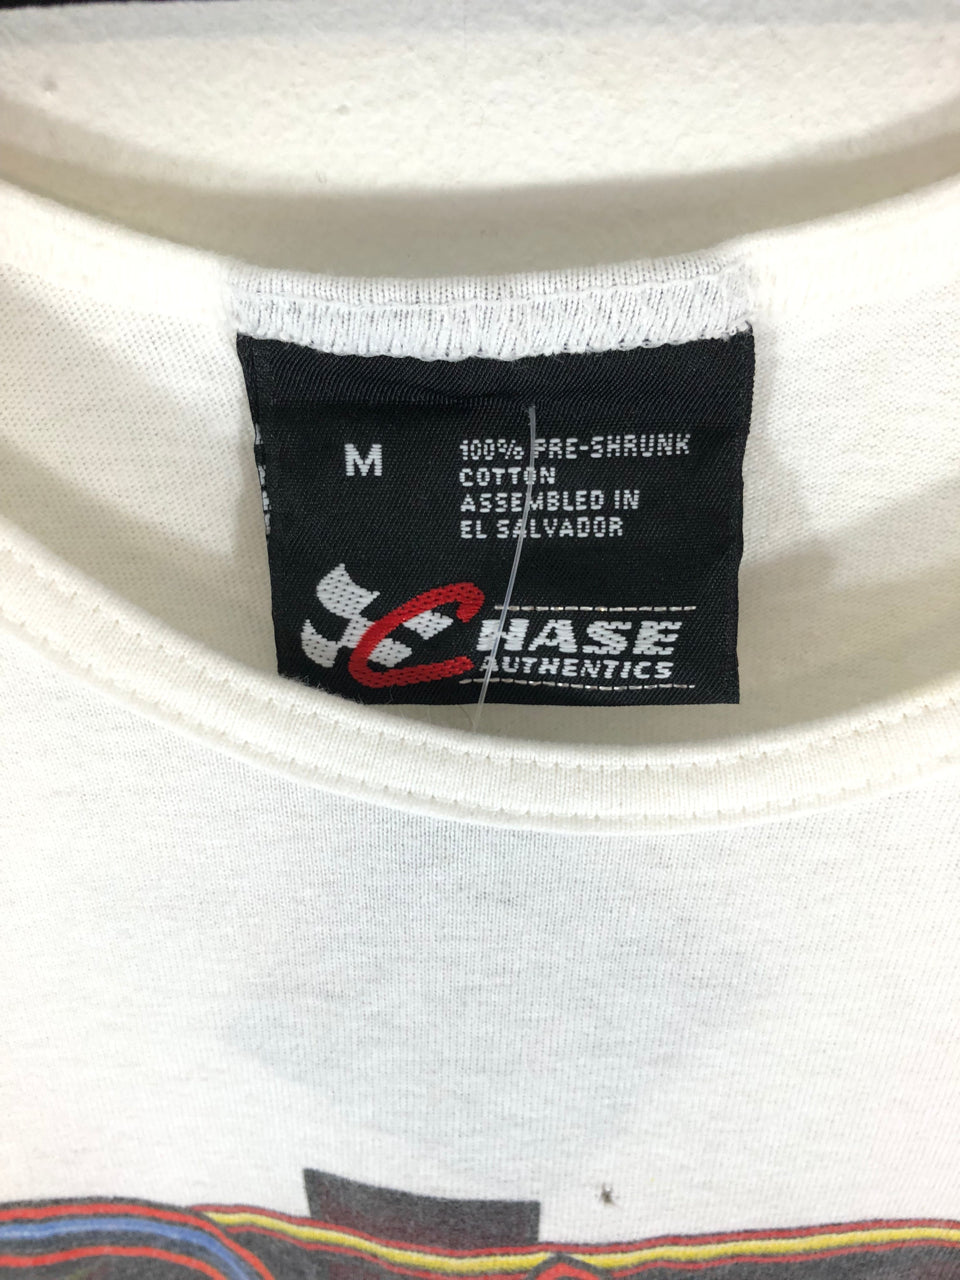 M
100% PRE-SHRUNK
COTTON
ASSEMBLED IN
EL SALVADOR
CHASE
AUTHENTICS